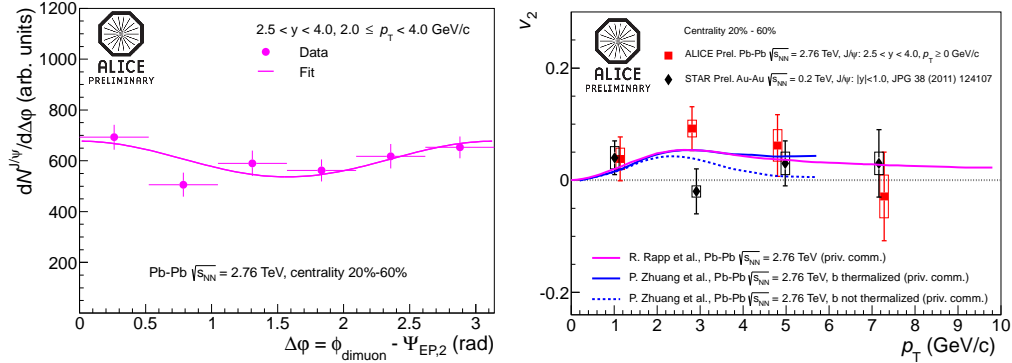 dN^{J/ψ}/dΔφ (arb. units)
1200
1000
800
600
400
200
0
ALICE
PRELIMINARY
2.5 < y < 4.0, 2.0 ≤ p_T < 4.0 GeV/c
Data
Fit
Pb-Pb √s_NN = 2.76 TeV, centrality 20%-60%
0 0.5 1 1.5 2 2.5 3
Δφ = ϕ_dimuon - Ψ_EP,2 (rad)
v_2
0.2
0
-0.2
ALICE
PRELIMINARY
Centrality 20% - 60%
ALICE Prel. Pb-Pb √s_NN = 2.76 TeV, J/ψ: 2.5 < y < 4.0, p_T ≥ 0 GeV/c
STAR Prel. Au-Au √s_NN = 0.2 TeV, J/ψ: |y|<1.0, JPG 38 (2011) 124107
R. Rapp et al., Pb-Pb √s_NN = 2.76 TeV (priv. comm.)
P. Zhuang et al., Pb-Pb √s_NN = 2.76 TeV, b thermalized (priv. comm.)
P. Zhuang et al., Pb-Pb √s_NN = 2.76 TeV, b not thermalized (priv. comm.)
0 1 2 3 4 5 6 7 8 9 10
p_T (GeV/c)